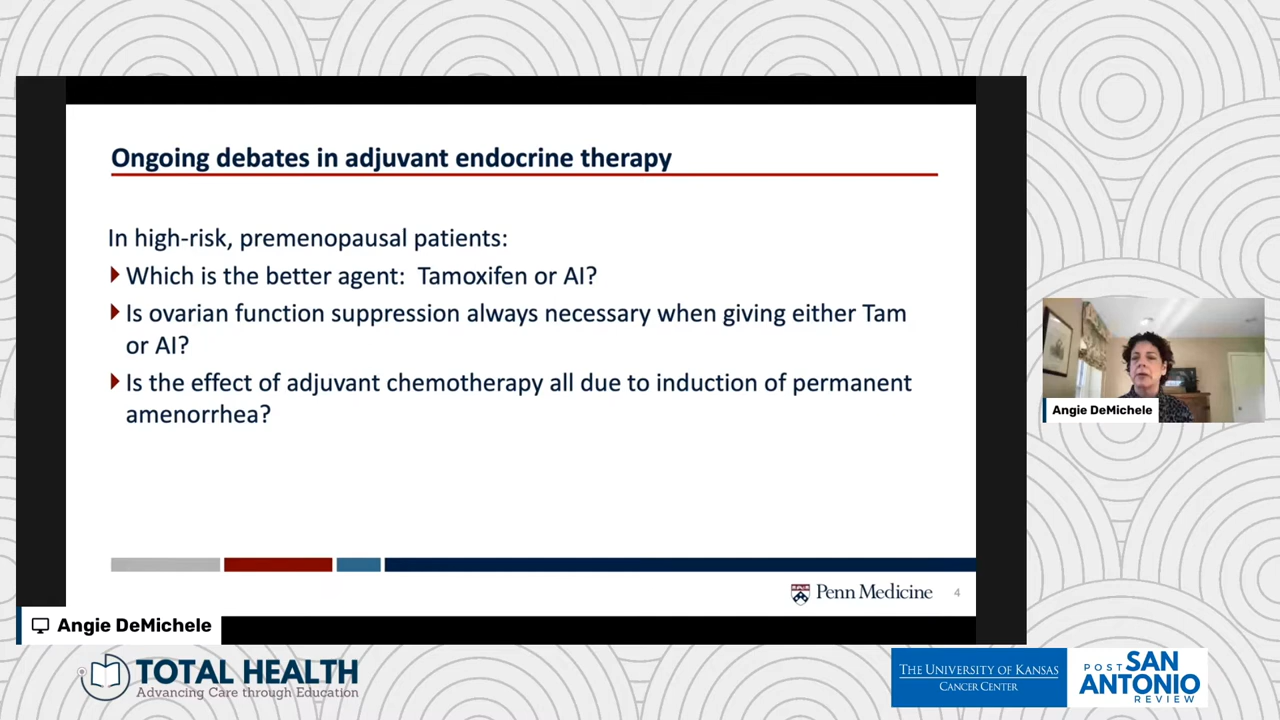 Ongoing debates in adjuvant endocrine therapy
In high-risk, premenopausal patients:
Which is the better agent:  Tamoxifen or AI?
Is ovarian function suppression always necessary when giving either Tam
or AI?
Is the effect of adjuvant chemotherapy all due to induction of permanent
amenorrhea?
Penn Medicine
4
Angie DeMichele
Angie DeMichele
TOTAL HEALTH
Advancing Care through Education
THE UNIVERSITY OF KANSAS
CANCER CENTER
POST
SAN
ANTONIO
REVIEW